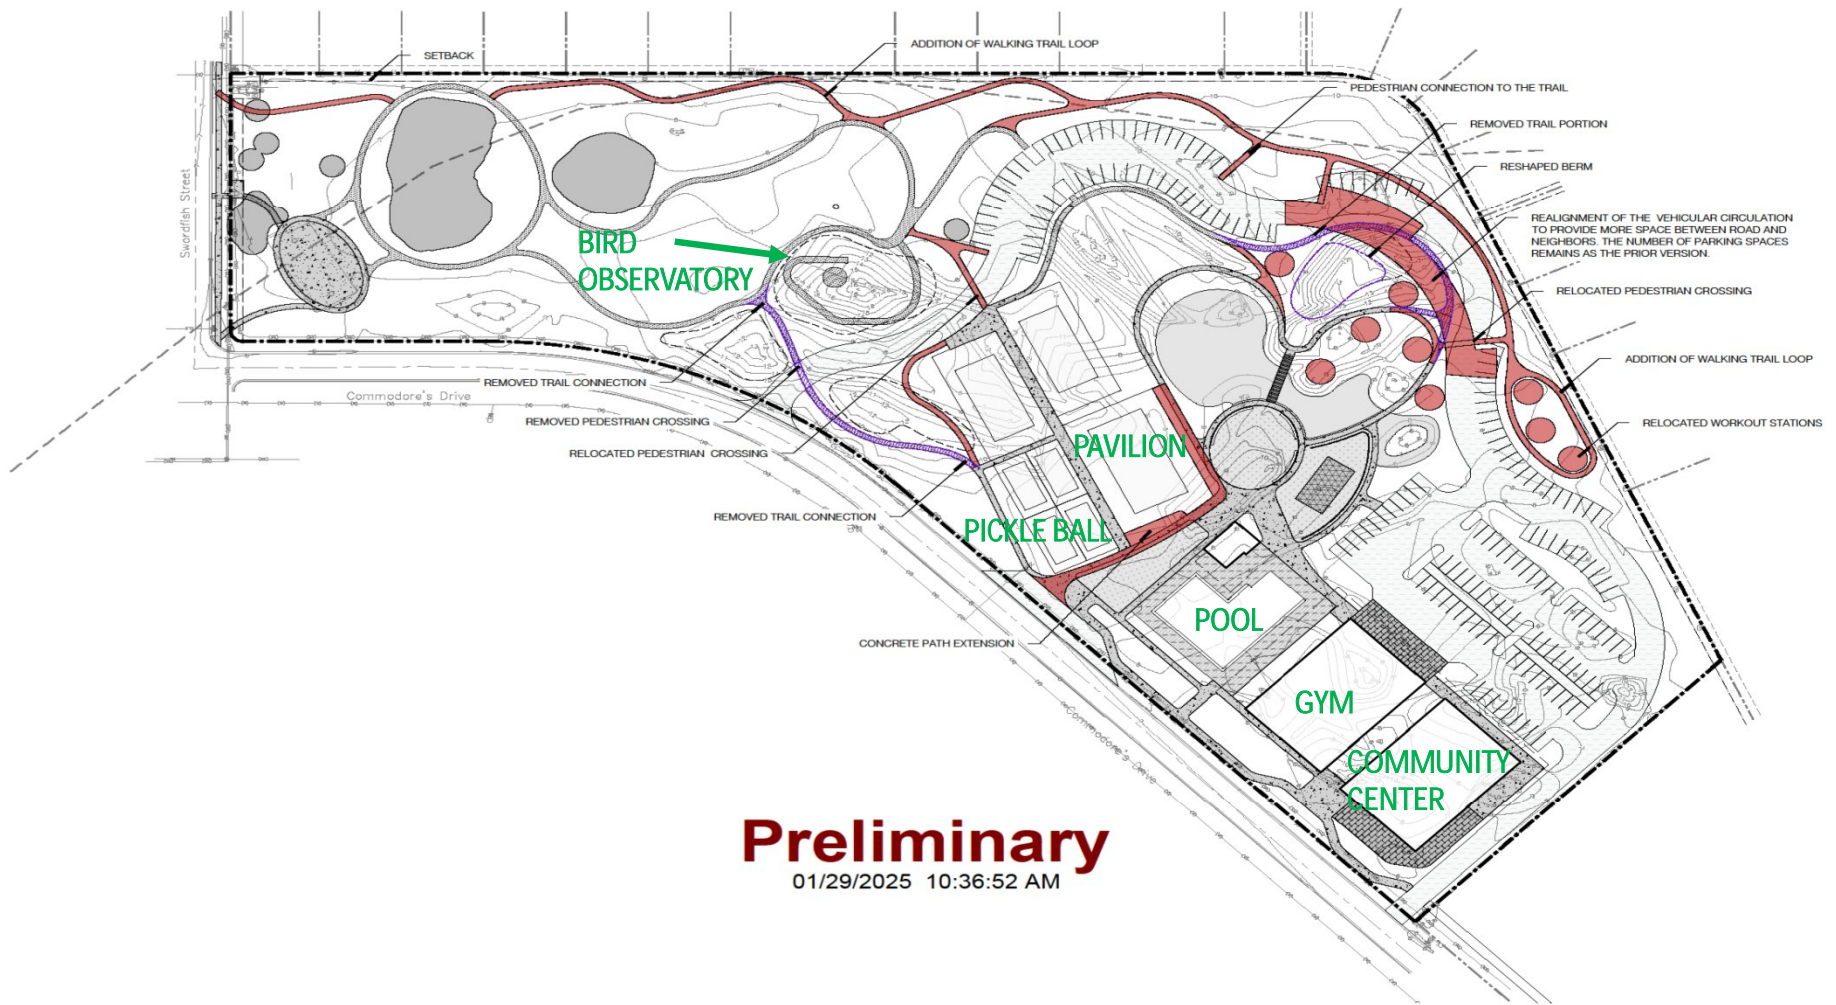 ADDITION OF WALKING TRAIL LOOP
SETBACK
PEDESTRIAN CONNECTION TO THE TRAIL
REMOVED TRAIL PORTION
RESHAPED BERM
REALIGNMENT OF THE VEHICULAR CIRCULATION
TO PROVIDE MORE SPACE BETWEEN ROAD AND
NEIGHBORS. THE NUMBER OF PARKING SPACES
REMAINS AS THE PRIOR VERSION.
Swordfish Street
BIRD
OBSERVATORY
RELOCATED PEDESTRIAN CROSSING
ADDITION OF WALKING TRAIL LOOP
REMOVED TRAIL CONNECTION
Commodore's Drive
REMOVED PEDESTRIAN CROSSING
RELOCATED WORKOUT STATIONS
PAVILION
RELOCATED PEDESTRIAN CROSSING
REMOVED TRAIL CONNECTION
PICKLE BALL
POOL
CONCRETE PATH EXTENSION
GYM
Commodore's Drive
COMMUNITY
CENTER
Preliminary
01/29/2025 10:36:52 AM